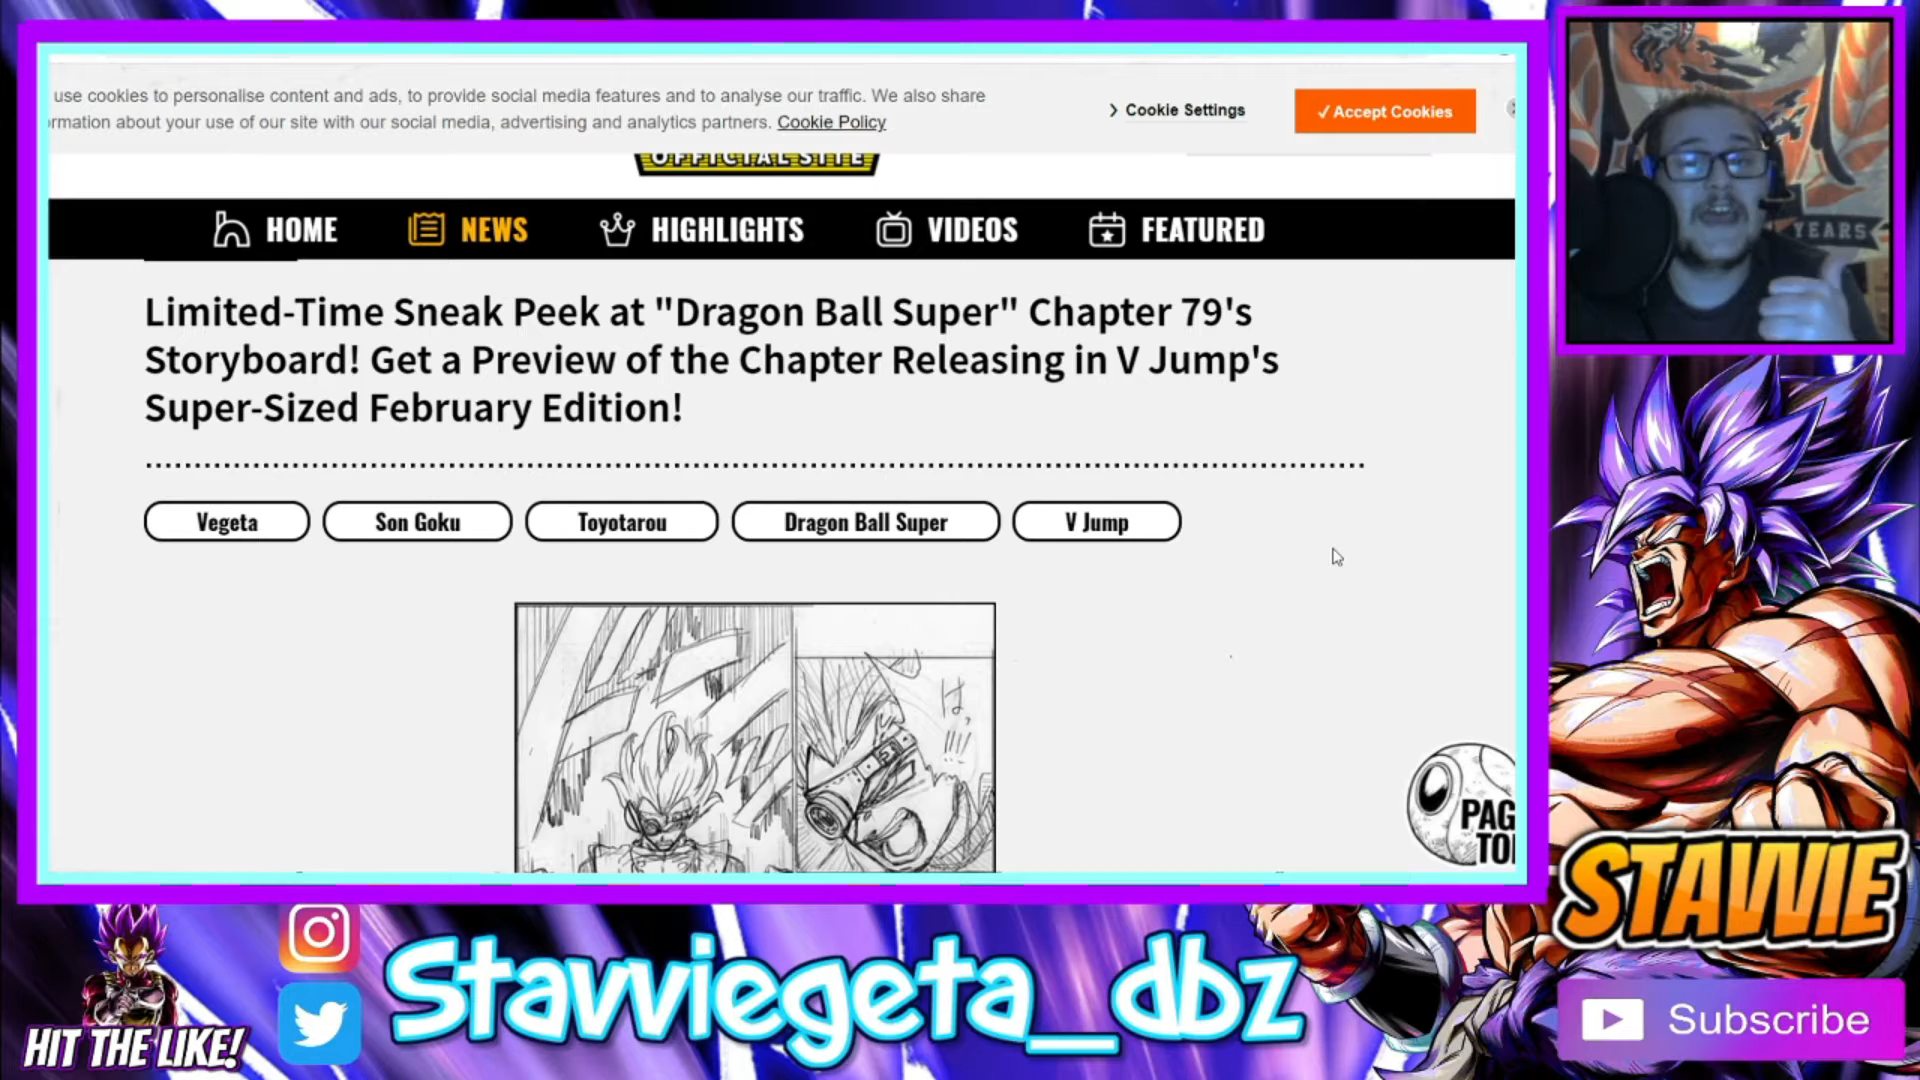 use cookies to personalise content and ads, to provide social media features and to analyse our traffic. We also share
rmation about your use of our site with our social media, advertising and analytics partners. Cookie Policy
Cookie Settings
✓Accept Cookies
OFFICIAL SITE
HOME
NEWS
HIGHLIGHTS
VIDEOS
FEATURED
Limited-Time Sneak Peek at "Dragon Ball Super" Chapter 79's
Storyboard! Get a Preview of the Chapter Releasing in V Jump's
Super-Sized February Edition!
Vegeta
Son Goku
Toyotarou
Dragon Ball Super
V Jump
は
!!!!
PAG
TO
YEARS
STAVVIE
HIT THE LIKE!
Stavviegeta_dbz
Subscribe